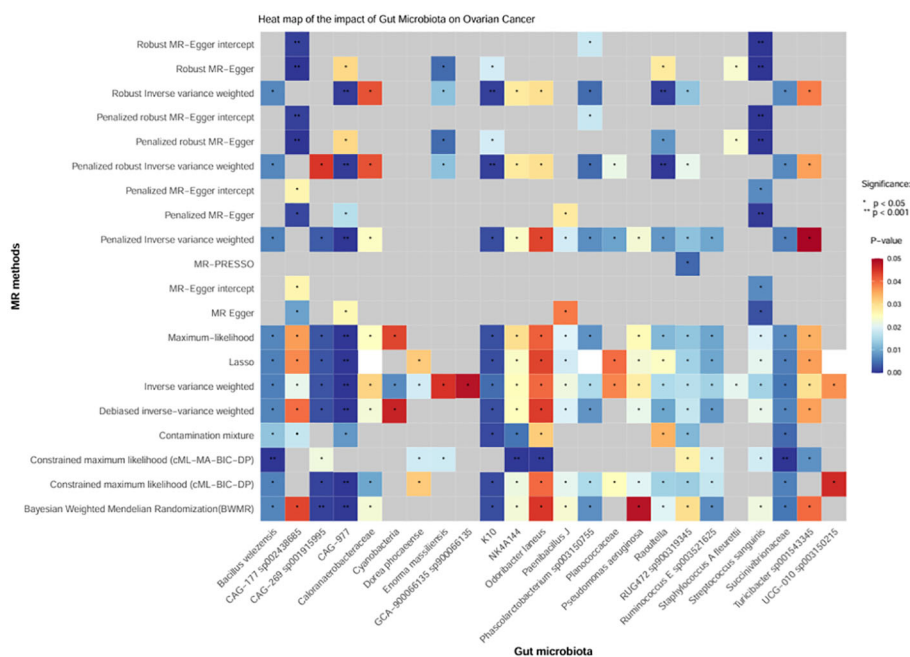 Heat map of the impact of Gut Microbiota on Ovarian Cancer
Robust MR-Egger intercept
Robust MR-Egger
Robust Inverse variance weighted
Penalized robust MR-Egger intercept
Penalized robust MR-Egger
Penalized robust Inverse variance weighted
Penalized MR-Egger intercept
Penalized MR-Egger
Penalized Inverse variance weighted
MR-PRESSO
MR-Egger intercept
MR Egger
Maximum-likelihood
Lasso
Inverse variance weighted
Debiased inverse-variance weighted
Contamination mixture
Constrained maximum likelihood (cML-MA-BIC-DP)
Constrained maximum likelihood (cML-BIC-DP)
Bayesian Weighted Mendelian Randomization(BWMR)
MR methods
Bacillus velezensis
CAG-177 sp002438685
CAG-269 sp001915995
CAG-977
Caloranaerobacteraceae
Cyanobacteria
Dorea phocaeense
Enorma massiliensis
GCA-900066135 sp900066135
K10
NK4A144
Odoribacter laneus
Paenibacillus J
Phascolarctobacterium sp003150755
Planococcaceae
Pseudomonas aeruginosa
Raoultella
RUG472 sp900319345
Ruminococcus E sp003521625
Staphylococcus A fleurettii
Streptococcus sanguinis
Succinivibrionaceae
Turicibacter sp001543345
UCG-010 sp003150215
Gut microbiota
Significance:
* p < 0.05
** p < 0.001
P-value
0.05
0.04
0.03
0.02
0.01
0.00